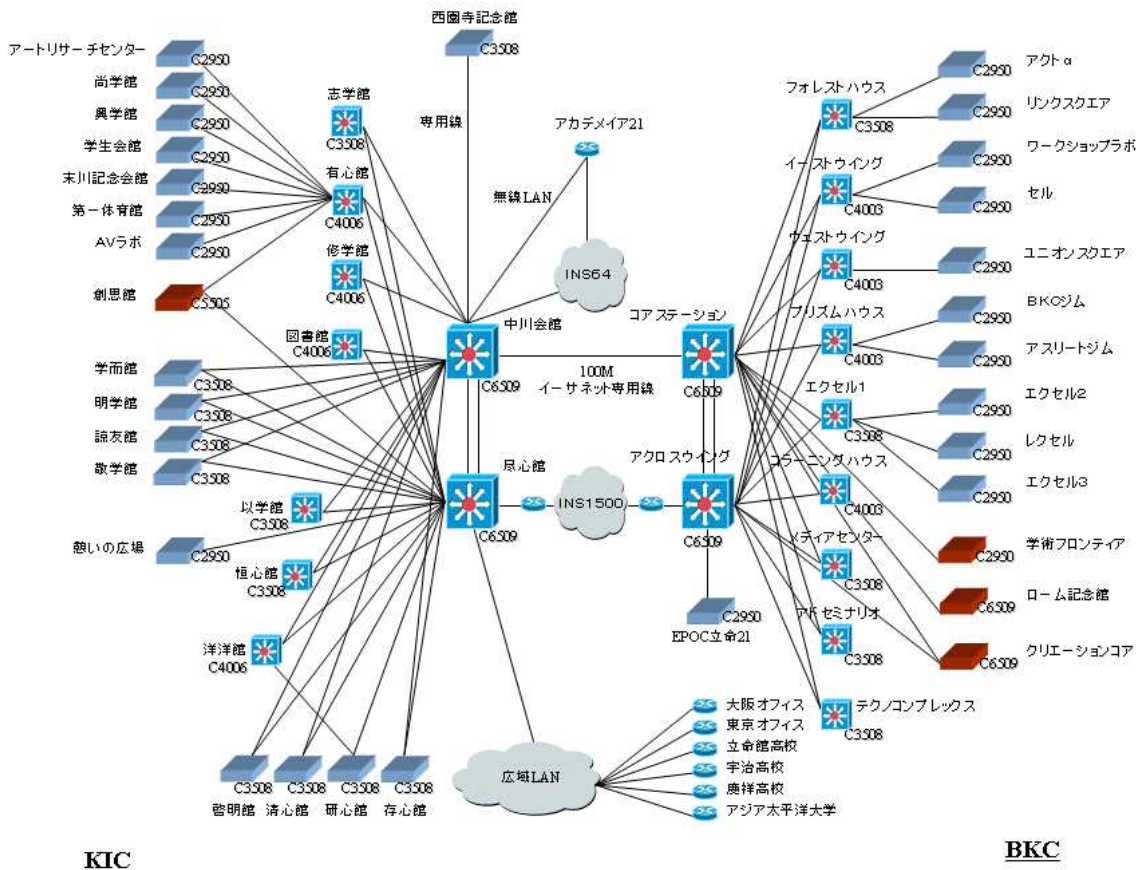 西園寺記念館
C3508
アートリサーチセンター
C2950
尚学館
C2950
興学館
C2950
学生会館
C2950
末川記念会館
C2950
第一体育館
C2950
AVラボ
C2950
創思館
C5505
志学館
C3508
有心館
C4006
修学館
C4006
図書館
C4006
専用線
アカデメイア21
無線LAN
INS64
中川会館
C6509
100M
イーサネット専用線
コアステーション
C6509
学而館
C3508
明学館
C3508
諒友館
C3508
敬学館
C3508
以学館
C3508
憩いの広場
C2950
恒心館
C3508
洋洋館
C4006
尽心館
C6509
INS1500
アクロスウイング
C6509
C2950
EPOC立命21
C3508
啓明館
C3508
清心館
C3508
研心館
C3508
存心館
広域LAN
大阪オフィス
東京オフィス
立命館高校
宇治高校
慶祥高校
アジア太平洋大学
フォレストハウス
C3508
イーストウイング
C4003
ウェストウイング
C4003
プリズムハウス
C4003
エクセル1
C3508
コラーニングハウス
C4003
メディアセンター
C3508
アドセミナリオ
C3508
テクノコンプレックス
C3508
アクトα
C2950
リンクスクエア
C2950
ワークショップラボ
C2950
セル
C2950
ユニオンスクエア
C2950
BKCジム
C2950
アスリートジム
C2950
エクセル2
C2950
レクセル
C2950
エクセル3
C2950
学術フロンティア
C2950
ローム記念館
C6509
クリエーションコア
C6509
KIC
BKC